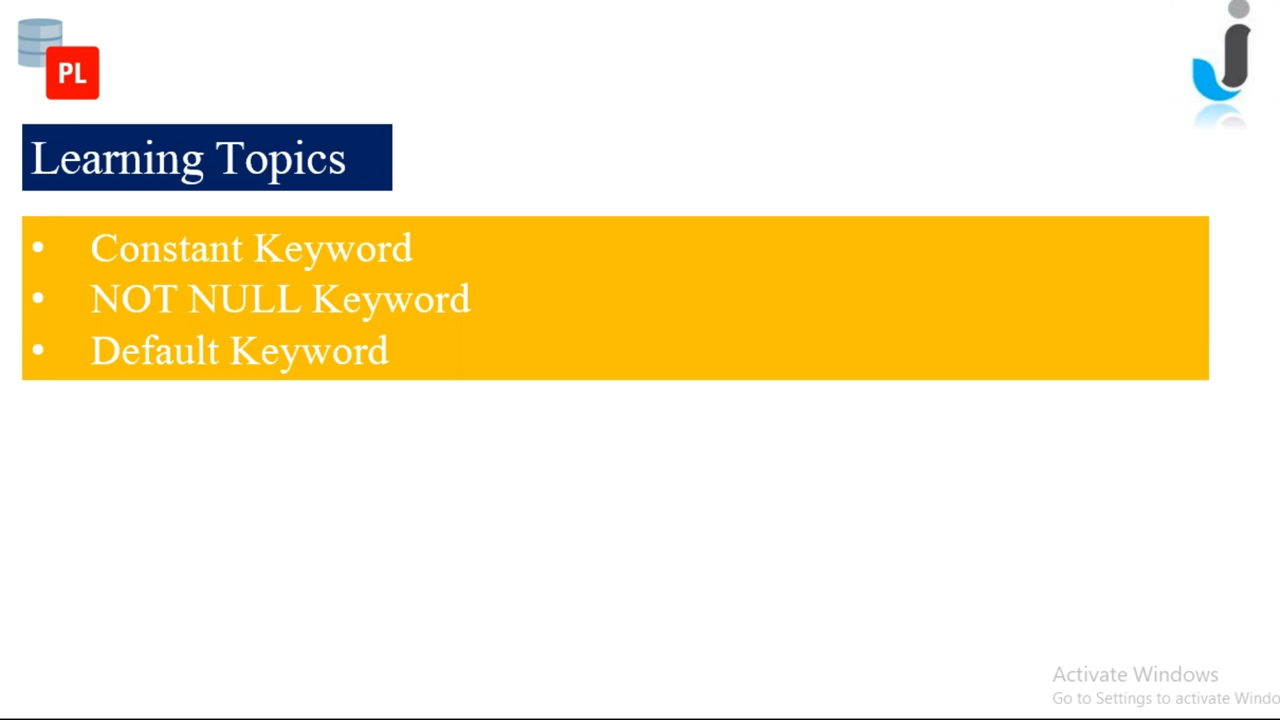 PL
Learning Topics
• Constant Keyword
• NOT NULL Keyword
• Default Keyword
Activate Windows
Go to Settings to activate Windo